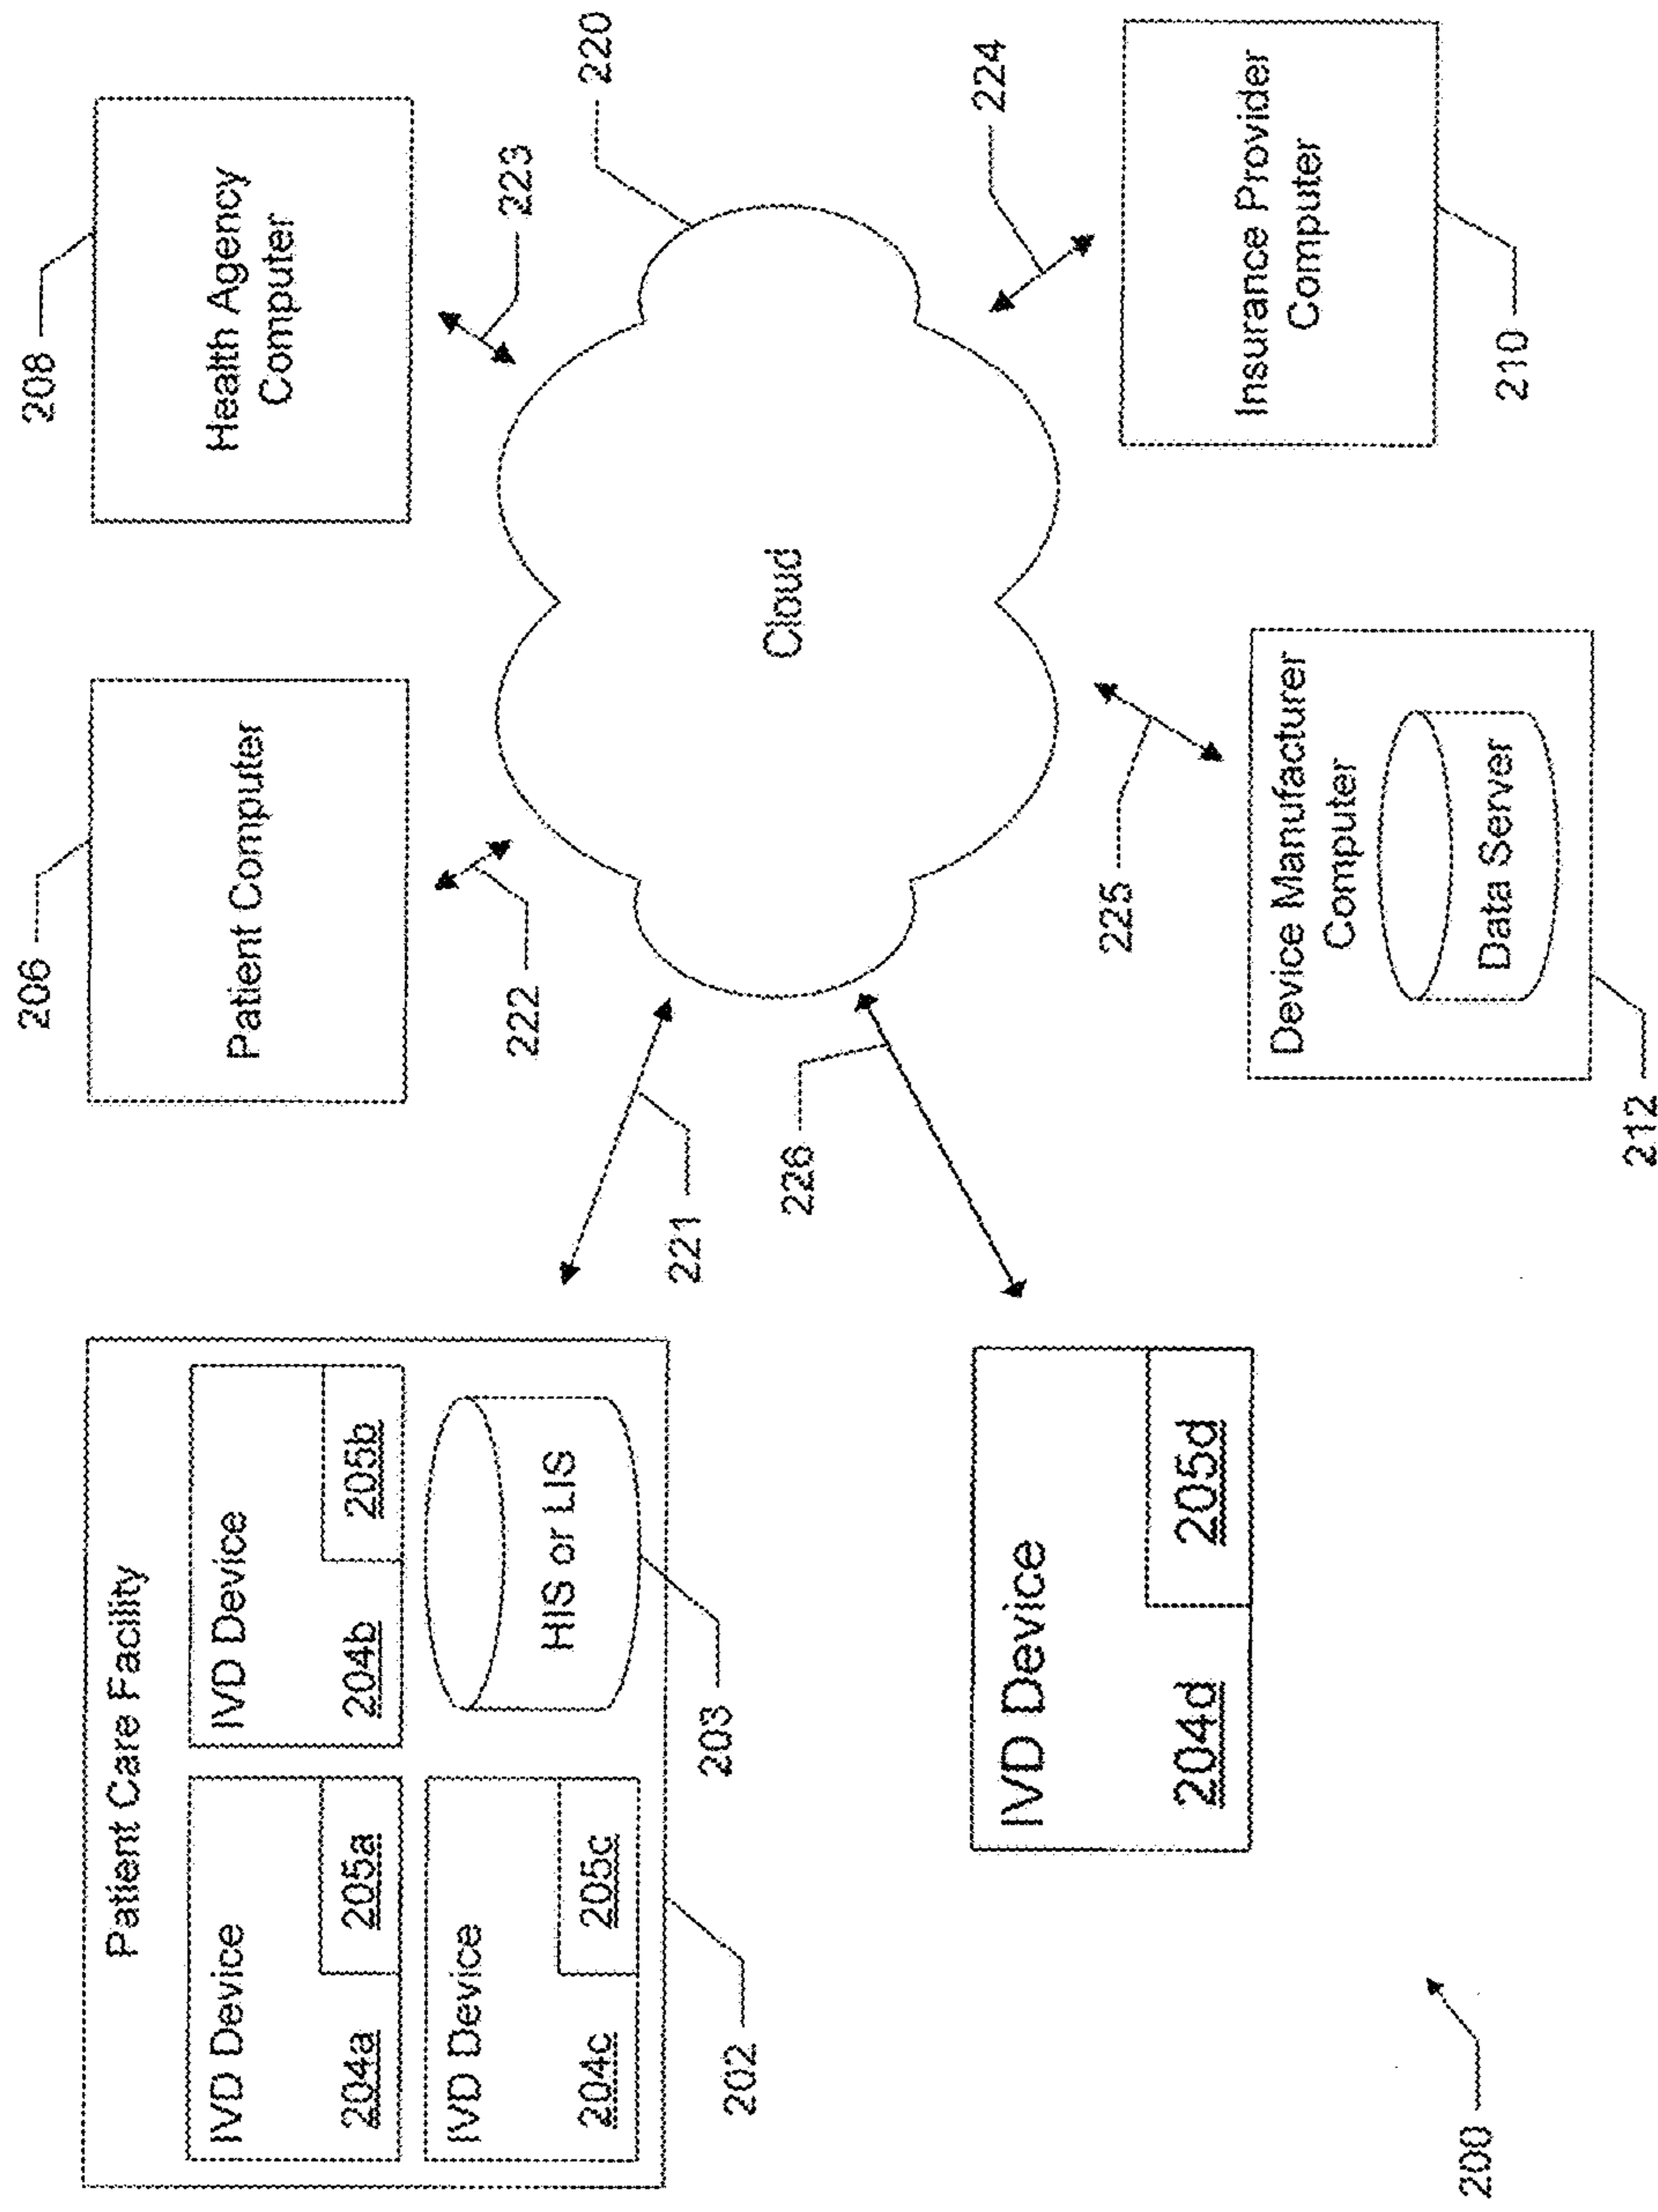 Patient Care Facility
IVD Device
204a
205a
IVD Device
204b
205b
IVD Device
204c
205c
HIS or LIS
203
202
206
Patient Computer
222
208
Health Agency
Computer
223
220
Cloud
221
226
225
224
IVD Device
204d
205d
Device Manufacturer
Computer
Data Server
212
Insurance Provider
Computer
210
200